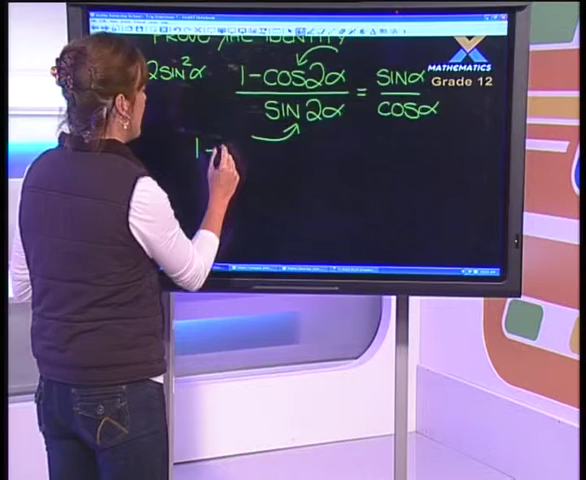 PROVE THE IDENTITY
2sin²α
1-cos2α / sin2α = sinα / cosα
1-
MATHEMATICS
Grade 12